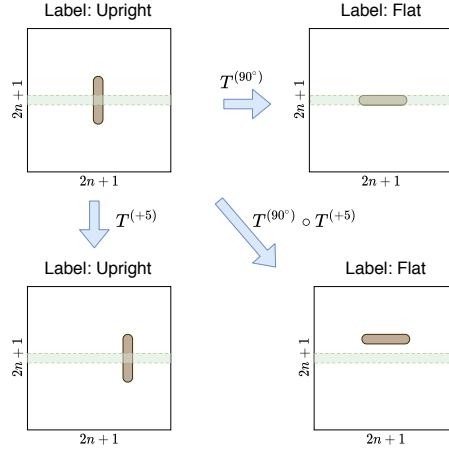 Label: Upright
Label: Flat
2n + 1
T^{(90°)}
2n + 1
2n + 1
2n + 1
T^{(+5)}
T^{(90°)} ∘ T^{(+5)}
Label: Upright
Label: Flat
2n + 1
2n + 1
2n + 1
2n + 1